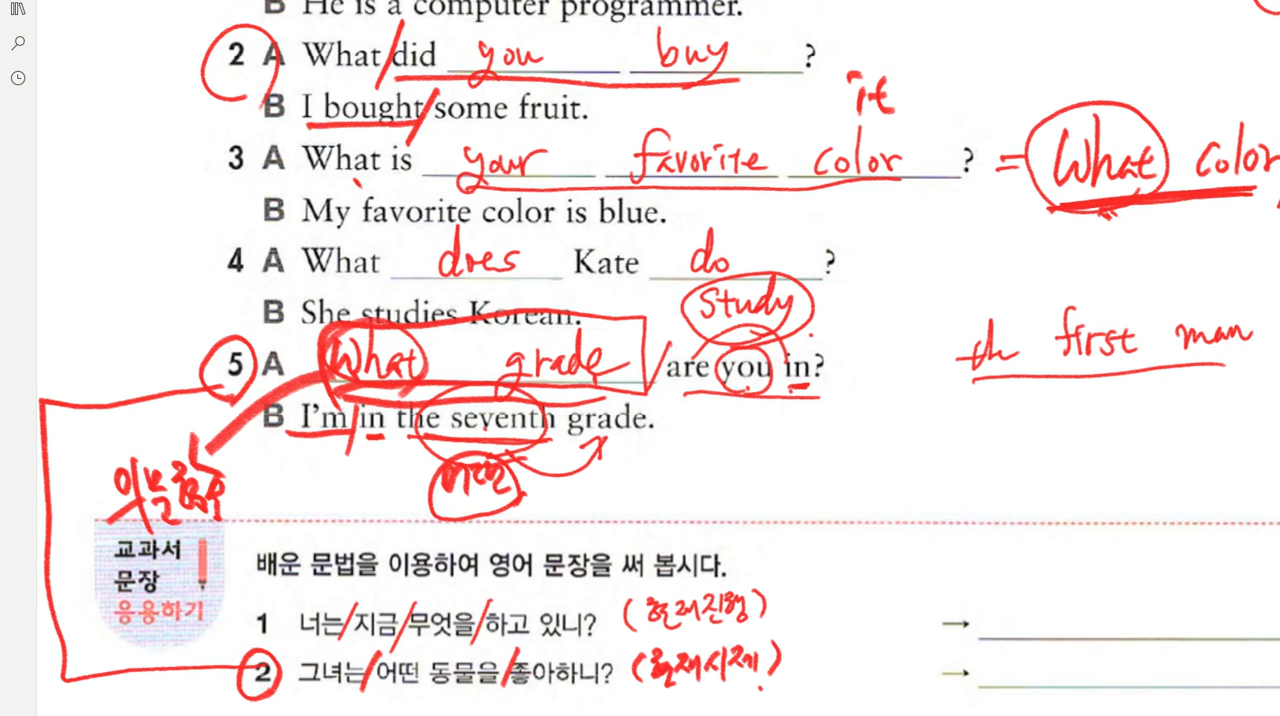 B He is a computer programmer.
2 A What did you buy ?
B I bought some fruit.
it
3 A What is your favorite color ? = What color
B My favorite color is blue.
4 A What does Kate do ?
B She studies Korean.
study
5 A What grade are you in?
the first man
B I'm in the seventh grade.
의문형용사
교과서
문장
응용하기
배운 문법을 이용하여 영어 문장을 써 봅시다.
1 너는 지금 무엇을 하고 있니? (현재진행) →
2 그녀는 어떤 동물을 좋아하니? (현재시제) →